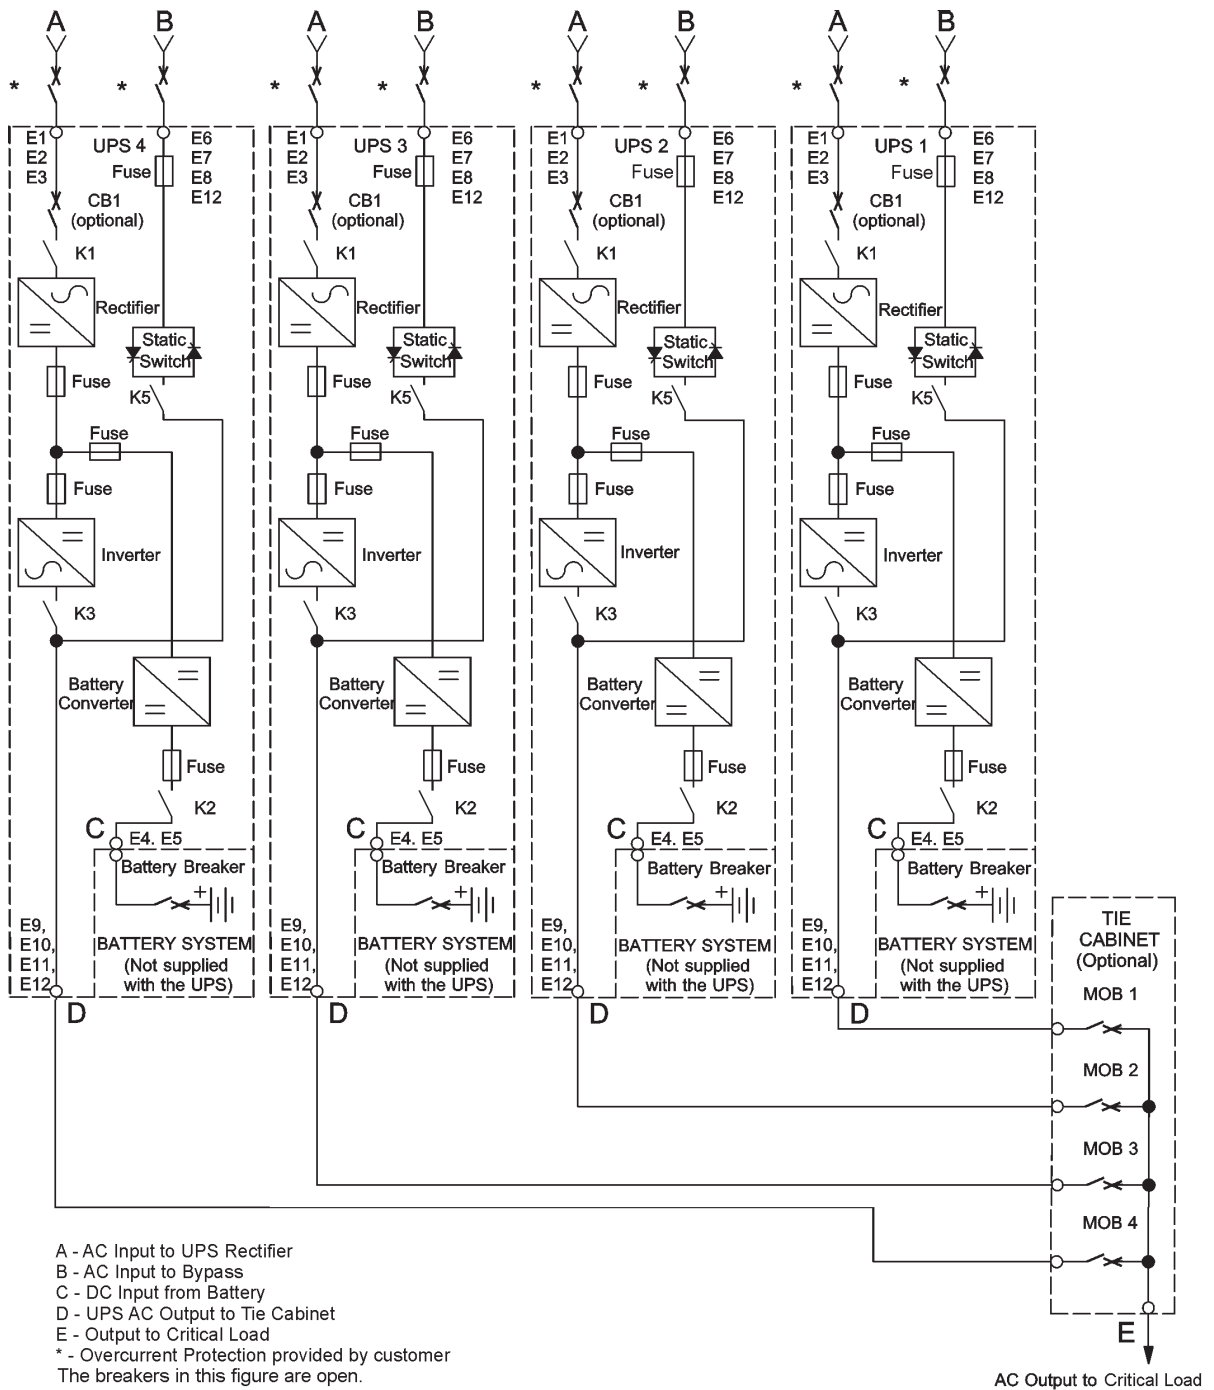 A B A B A B A B
* * * * * * * *
E1 UPS 4 E6 E1 UPS 3 E6 E1 UPS 2 E6 E1 UPS 1 E6
E2 E7 E2 E7 E2 E7 E2 E7
E3 Fuse E8 E3 Fuse E8 E3 Fuse E8 E3 Fuse E8
CB1 E12 CB1 E12 CB1 E12 CB1 E12
(optional) (optional) (optional) (optional)
K1 K1 K1 K1
Rectifier Rectifier Rectifier Rectifier
Static Static Static Static
Switch Switch Switch Switch
Fuse Fuse Fuse Fuse
K5 K5 K5 K5
Fuse Fuse Fuse Fuse
Fuse Fuse Fuse Fuse
Inverter Inverter Inverter Inverter
K3 K3 K3 K3
Battery Battery Battery Battery
Converter Converter Converter Converter
Fuse Fuse Fuse Fuse
K2 K2 K2 K2
C E4. E5 C E4. E5 C E4. E5 C E4. E5
Battery Breaker Battery Breaker Battery Breaker Battery Breaker
+ + + +
E9, E9, E9, E9,
E10, BATTERY SYSTEM E10, BATTERY SYSTEM E10, BATTERY SYSTEM E10, BATTERY SYSTEM
E11, (Not supplied E11, (Not supplied E11, (Not supplied E11, (Not supplied
E12 with the UPS) E12 with the UPS) E12 with the UPS) E12 with the UPS)
D D D D
TIE
CABINET
(Optional)
MOB 1
MOB 2
MOB 3
MOB 4
E
AC Output to Critical Load
A - AC Input to UPS Rectifier
B - AC Input to Bypass
C - DC Input from Battery
D - UPS AC Output to Tie Cabinet
E - Output to Critical Load
* - Overcurrent Protection provided by customer
The breakers in this figure are open.